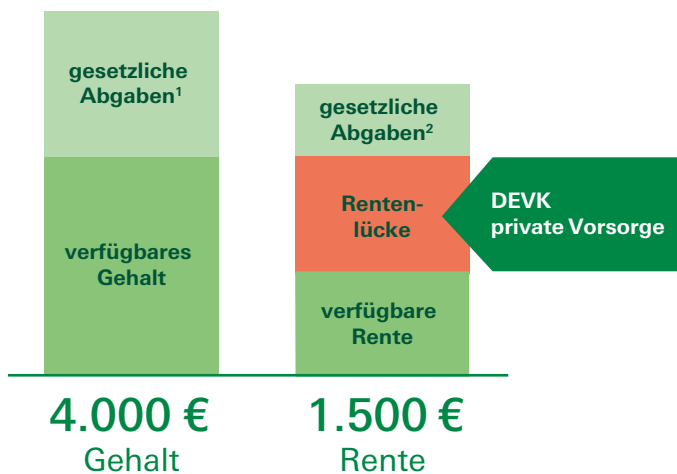 gesetzliche
Abgaben¹
verfügbares
Gehalt
gesetzliche
Abgaben²
Renten-
lücke
verfügbare
Rente
DEVK
private Vorsorge
4.000 €
Gehalt
1.500 €
Rente